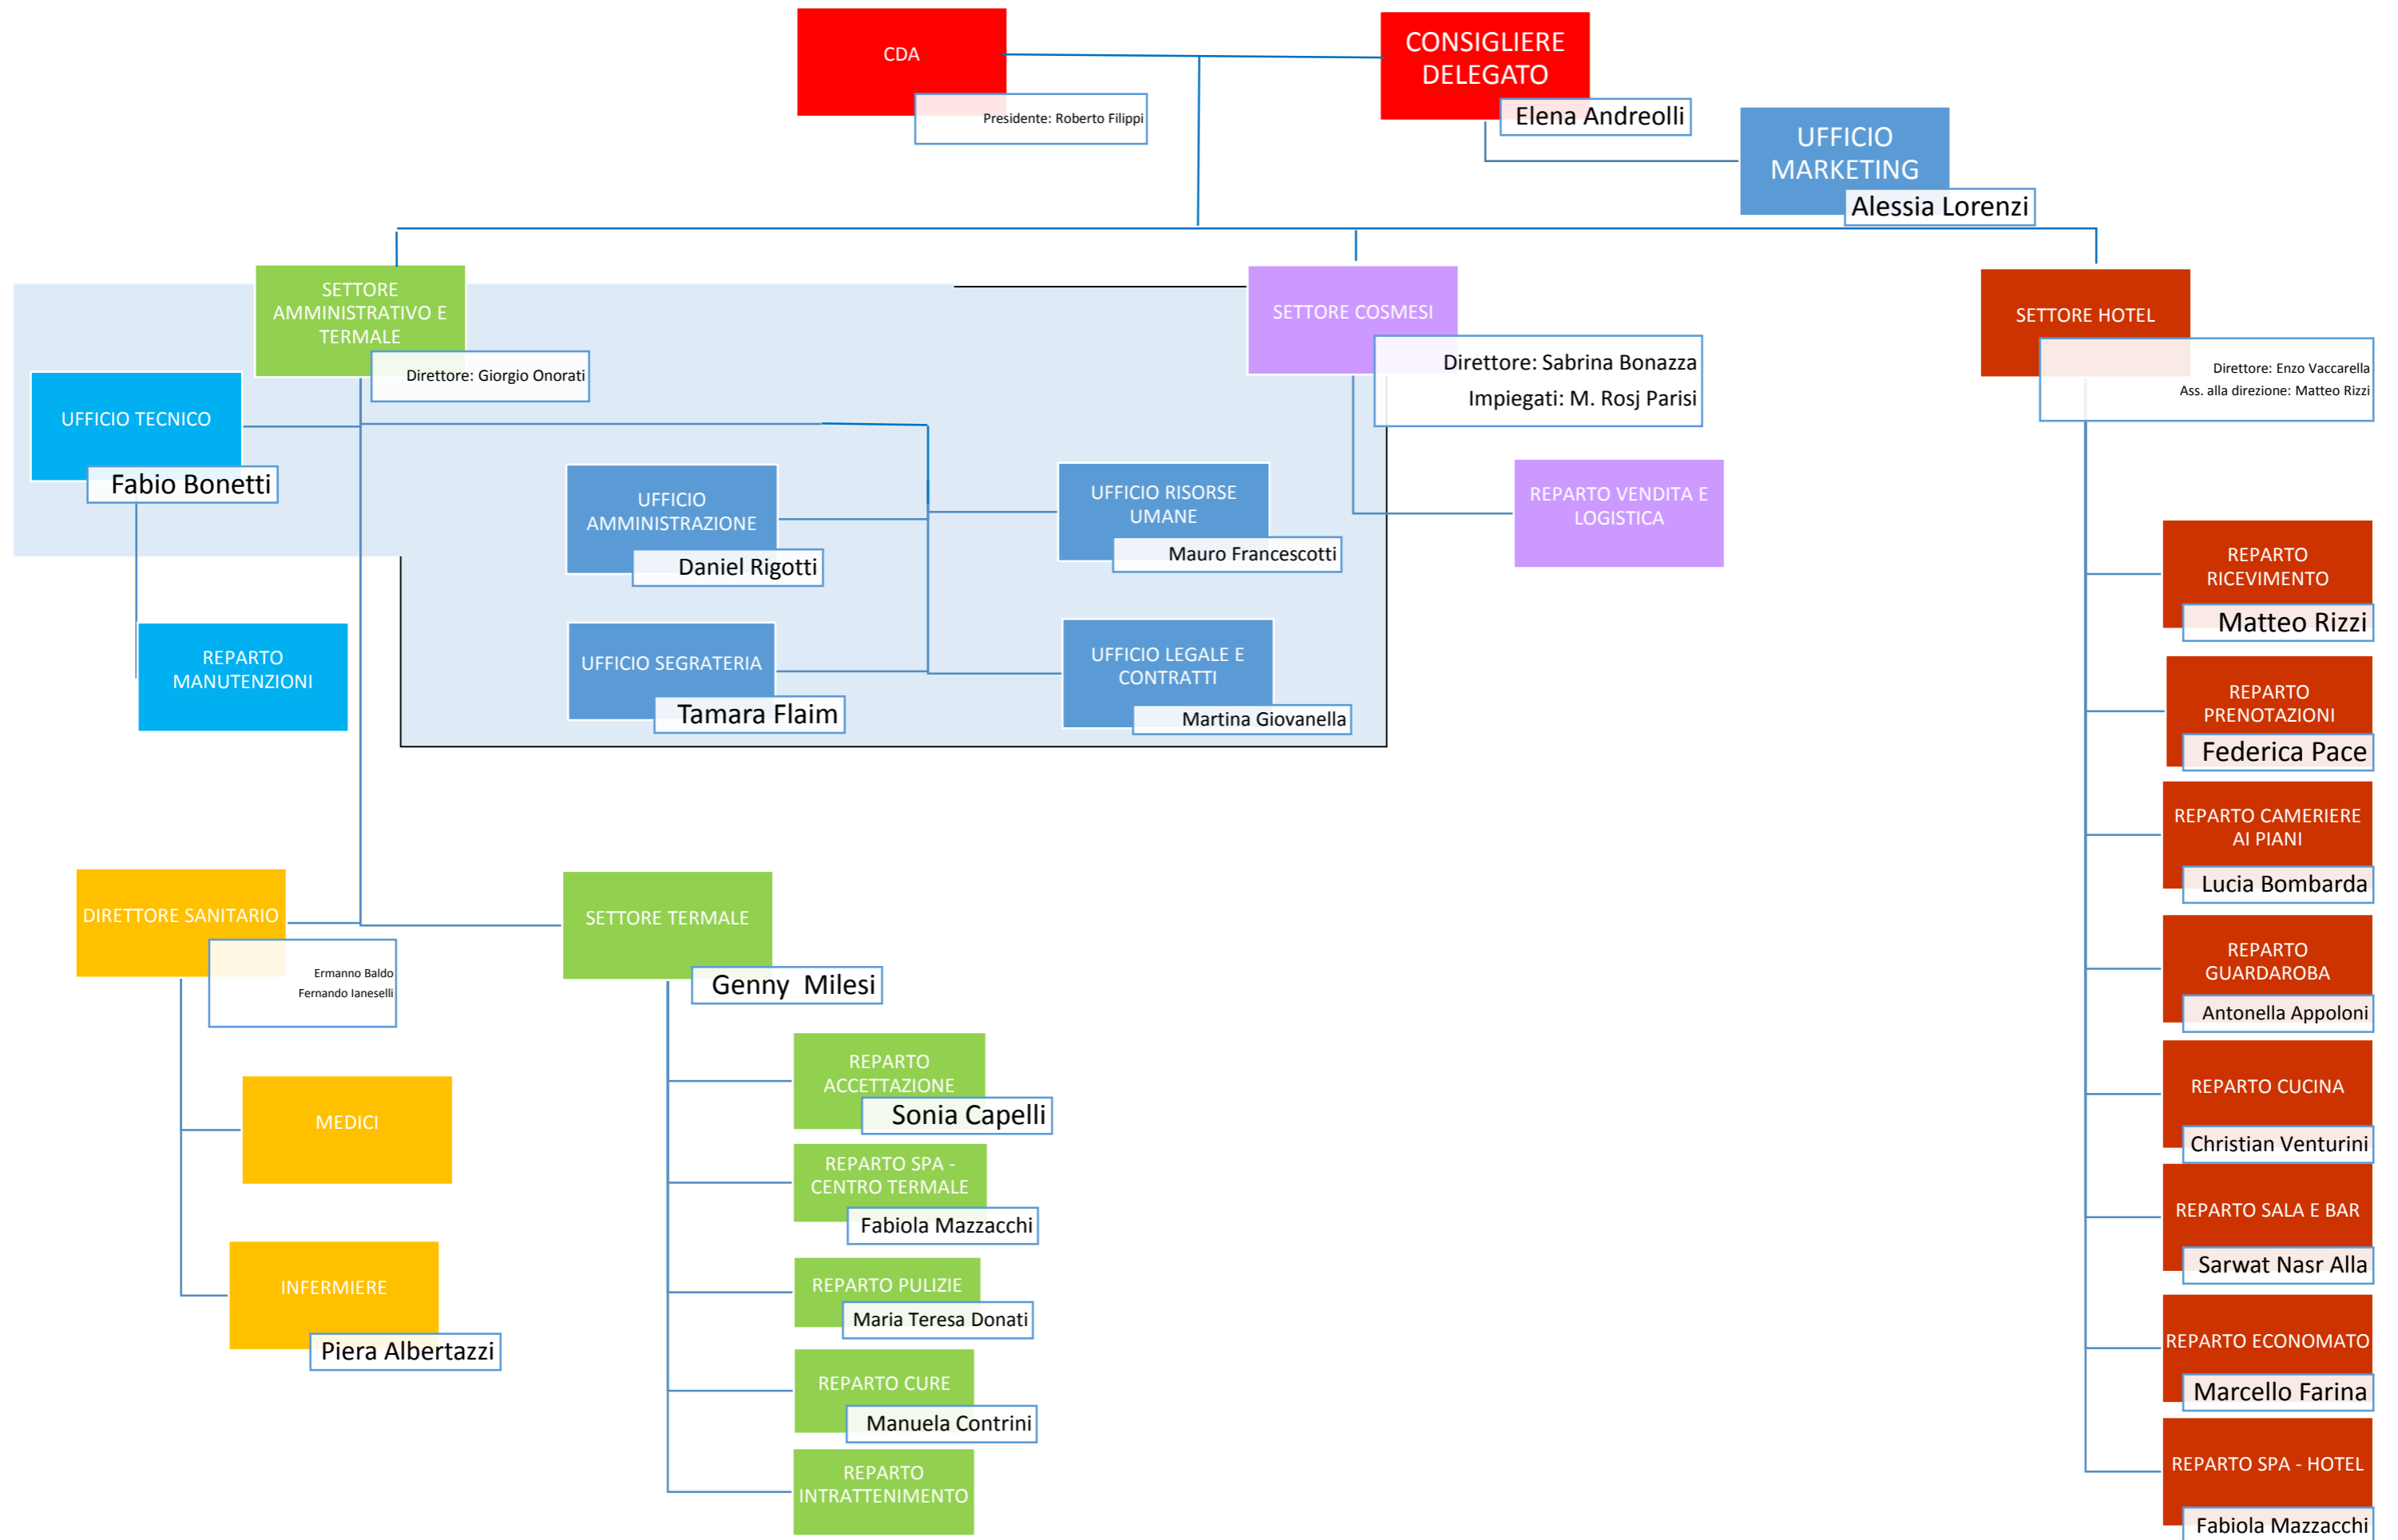 CDA
Presidente: Roberto Filippi
CONSIGLIERE
DELEGATO
Elena Andreolli
UFFICIO
MARKETING
Alessia Lorenzi
SETTORE
AMMINISTRATIVO E
TERMALE
Direttore: Giorgio Onorati
SETTORE COSMESI
Direttore: Sabrina Bonazza
Impiegati: M. Rosj Parisi
SETTORE HOTEL
Direttore: Enzo Vaccarella
Ass. alla direzione: Matteo Rizzi
UFFICIO TECNICO
Fabio Bonetti
UFFICIO
AMMINISTRAZIONE
Daniel Rigotti
UFFICIO RISORSE
UMANE
Mauro Francescotti
REPARTO VENDITA E
LOGISTICA
REPARTO
MANUTENZIONI
UFFICIO SEGRATERIA
Tamara Flaim
UFFICIO LEGALE E
CONTRATTI
Martina Giovanella
REPARTO
RICEVIMENTO
Matteo Rizzi
REPARTO
PRENOTAZIONI
Federica Pace
REPARTO CAMERIERE
AI PIANI
Lucia Bombarda
REPARTO
GUARDAROBA
Antonella Appoloni
REPARTO CUCINA
Christian Venturini
REPARTO SALA E BAR
Sarwat Nasr Alla
REPARTO ECONOMATO
Marcello Farina
REPARTO SPA - HOTEL
Fabiola Mazzacchi
DIRETTORE SANITARIO
Ermanno Baldo
Fernando Ianeselli
MEDICI
INFERMIERE
Piera Albertazzi
SETTORE TERMALE
Genny  Milesi
REPARTO
ACCETTAZIONE
Sonia Capelli
REPARTO SPA -
CENTRO TERMALE
Fabiola Mazzacchi
REPARTO PULIZIE
Maria Teresa Donati
REPARTO CURE
Manuela Contrini
REPARTO
INTRATTENIMENTO